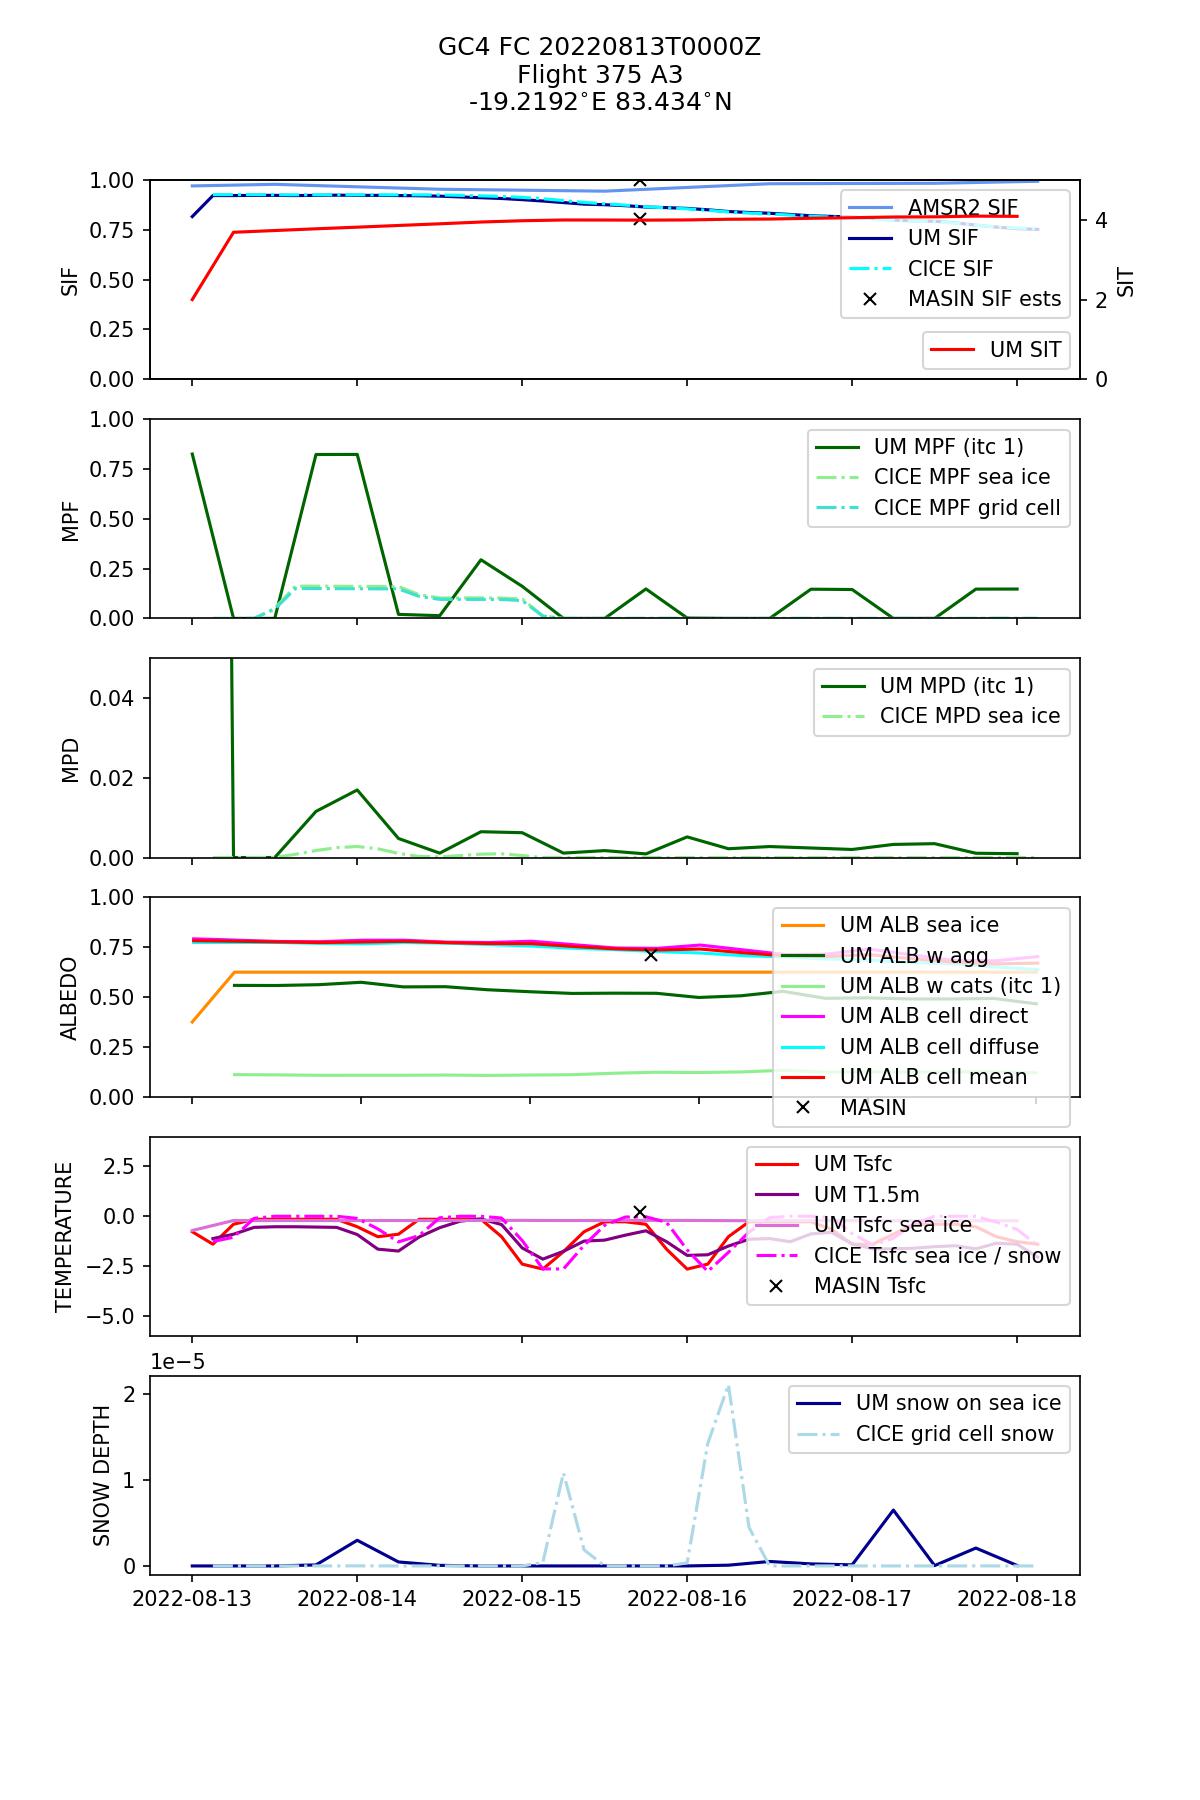 GC4 FC 20220813T0000Z
Flight 375 A3
-19.2192°E 83.434°N
1.00
0.75
0.50
0.25
0.00
SIF
4
2
0
SIT
AMSR2 SIF
UM SIF
CICE SIF
MASIN SIF ests
UM SIT
1.00
0.75
0.50
0.25
0.00
MPF
UM MPF (itc 1)
CICE MPF sea ice
CICE MPF grid cell
0.04
0.02
0.00
MPD
UM MPD (itc 1)
CICE MPD sea ice
1.00
0.75
0.50
0.25
0.00
ALBEDO
UM ALB sea ice
UM ALB w agg
UM ALB w cats (itc 1)
UM ALB cell direct
UM ALB cell diffuse
UM ALB cell mean
MASIN
2.5
0.0
−2.5
−5.0
TEMPERATURE
UM Tsfc
UM T1.5m
UM Tsfc sea ice
CICE Tsfc sea ice / snow
MASIN Tsfc
1e−5
2
1
0
SNOW DEPTH
UM snow on sea ice
CICE grid cell snow
2022-08-13 2022-08-14 2022-08-15 2022-08-16 2022-08-17 2022-08-18